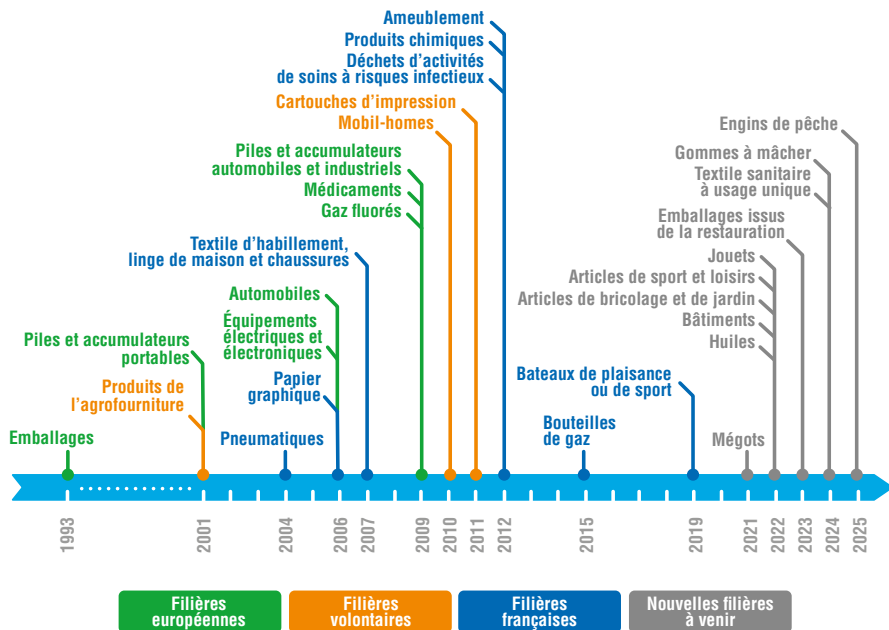 Ameublement
Produits chimiques
Déchets d'activités
de soins à risques infectieux
Cartouches d'impression
Mobil-homes
Piles et accumulateurs
automobiles et industriels
Médicaments
Gaz fluorés
Textile d'habillement,
linge de maison et chaussures
Automobiles
Équipements
électriques et
électroniques
Papier
graphique
Piles et accumulateurs
portables
Produits de
l'agrofourniture
Emballages
Pneumatiques
Bateaux de plaisance
ou de sport
Bouteilles
de gaz
Engins de pêche
Gommes à mâcher
Textile sanitaire
à usage unique
Emballages issus
de la restauration
Jouets
Articles de sport et loisirs
Articles de bricolage et de jardin
Bâtiments
Huiles
Mégots
1993
2001
2004
2006
2007
2009
2010
2011
2012
2015
2019
2021
2022
2023
2024
2025
Filières
européennes
Filières
volontaires
Filières
françaises
Nouvelles filières
à venir